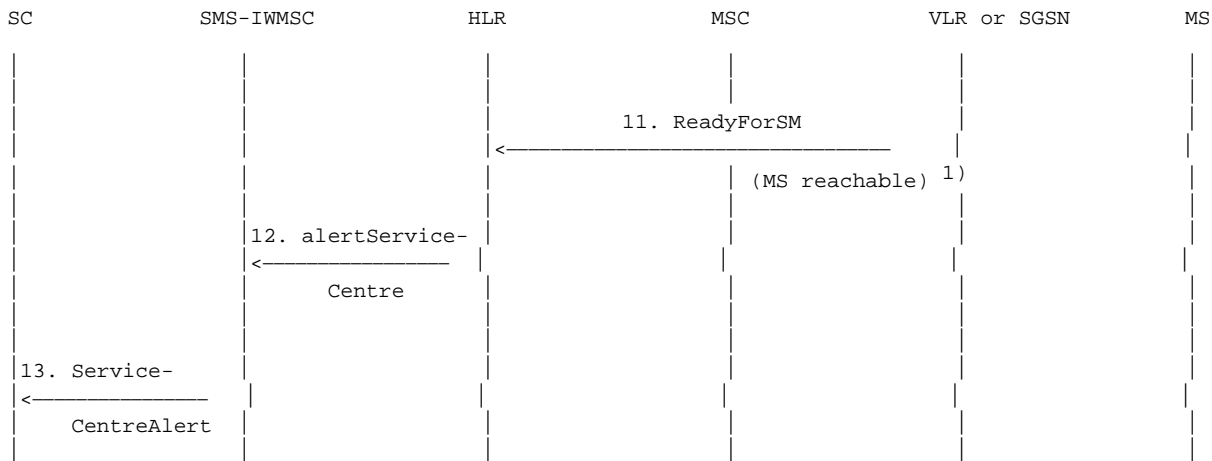 SC SMS-IWMSC HLR MSC VLR or SGSN MS
11. ReadyForSM
(MS reachable) 1)
12. alertService-
Centre
13. Service-
CentreAlert